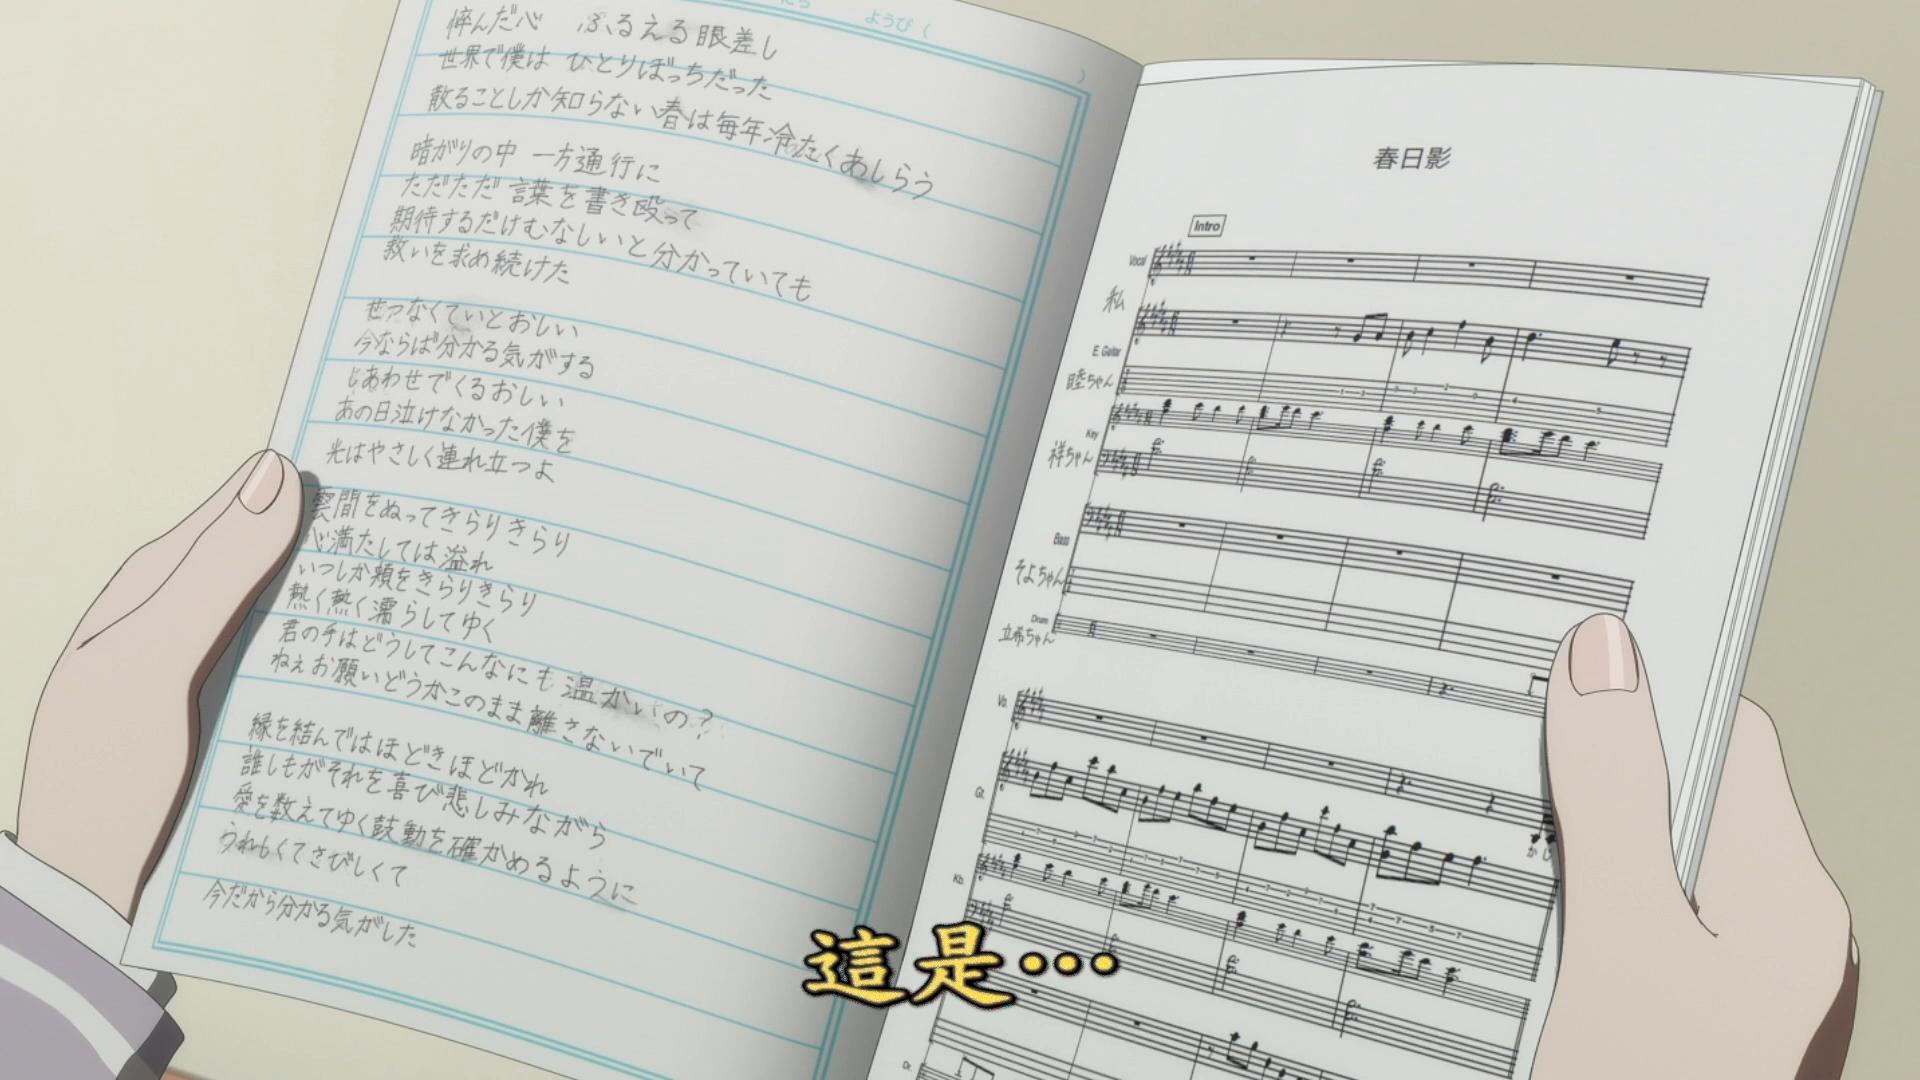 にち ようび ( )
悴んだ心 ふるえる眼差し
世界で僕は ひとりぼっちだった
散ることしか知らない春は毎年冷たくあしらう
暗がりの中 一方通行に
ただただ 言葉を書き殴って
期待するだけむなしいと分かっていても
救いを求め続けた
せつなくていとおしい
今ならば分かる気がする
しあわせでくるおしい
あの日泣けなかった僕を
光はやさしく連れ立つよ
雲間をぬってきらりきらり
心満たしては溢れ
いつしか頬をきらりきらり
熱く熱く濡らしてゆく
君の手はどうしてこんなにも温かいの?
ねぇお願いどうかこのまま離さないでいて
縁を結んではほどきほどかれ
誰しもがそれを喜び悲しみながら
愛を数えてゆく鼓動を確かめるように
うれしくてさびしくて
今だから分かる気がした
春日影
Intro
Vocal
私
E. Guitar
睦ちゃん
Key
祥ちゃん
Bass
そよちゃん
Drum
立希ちゃん
Vo.
Gt.
かじ
Kb.
Dr.
這是…